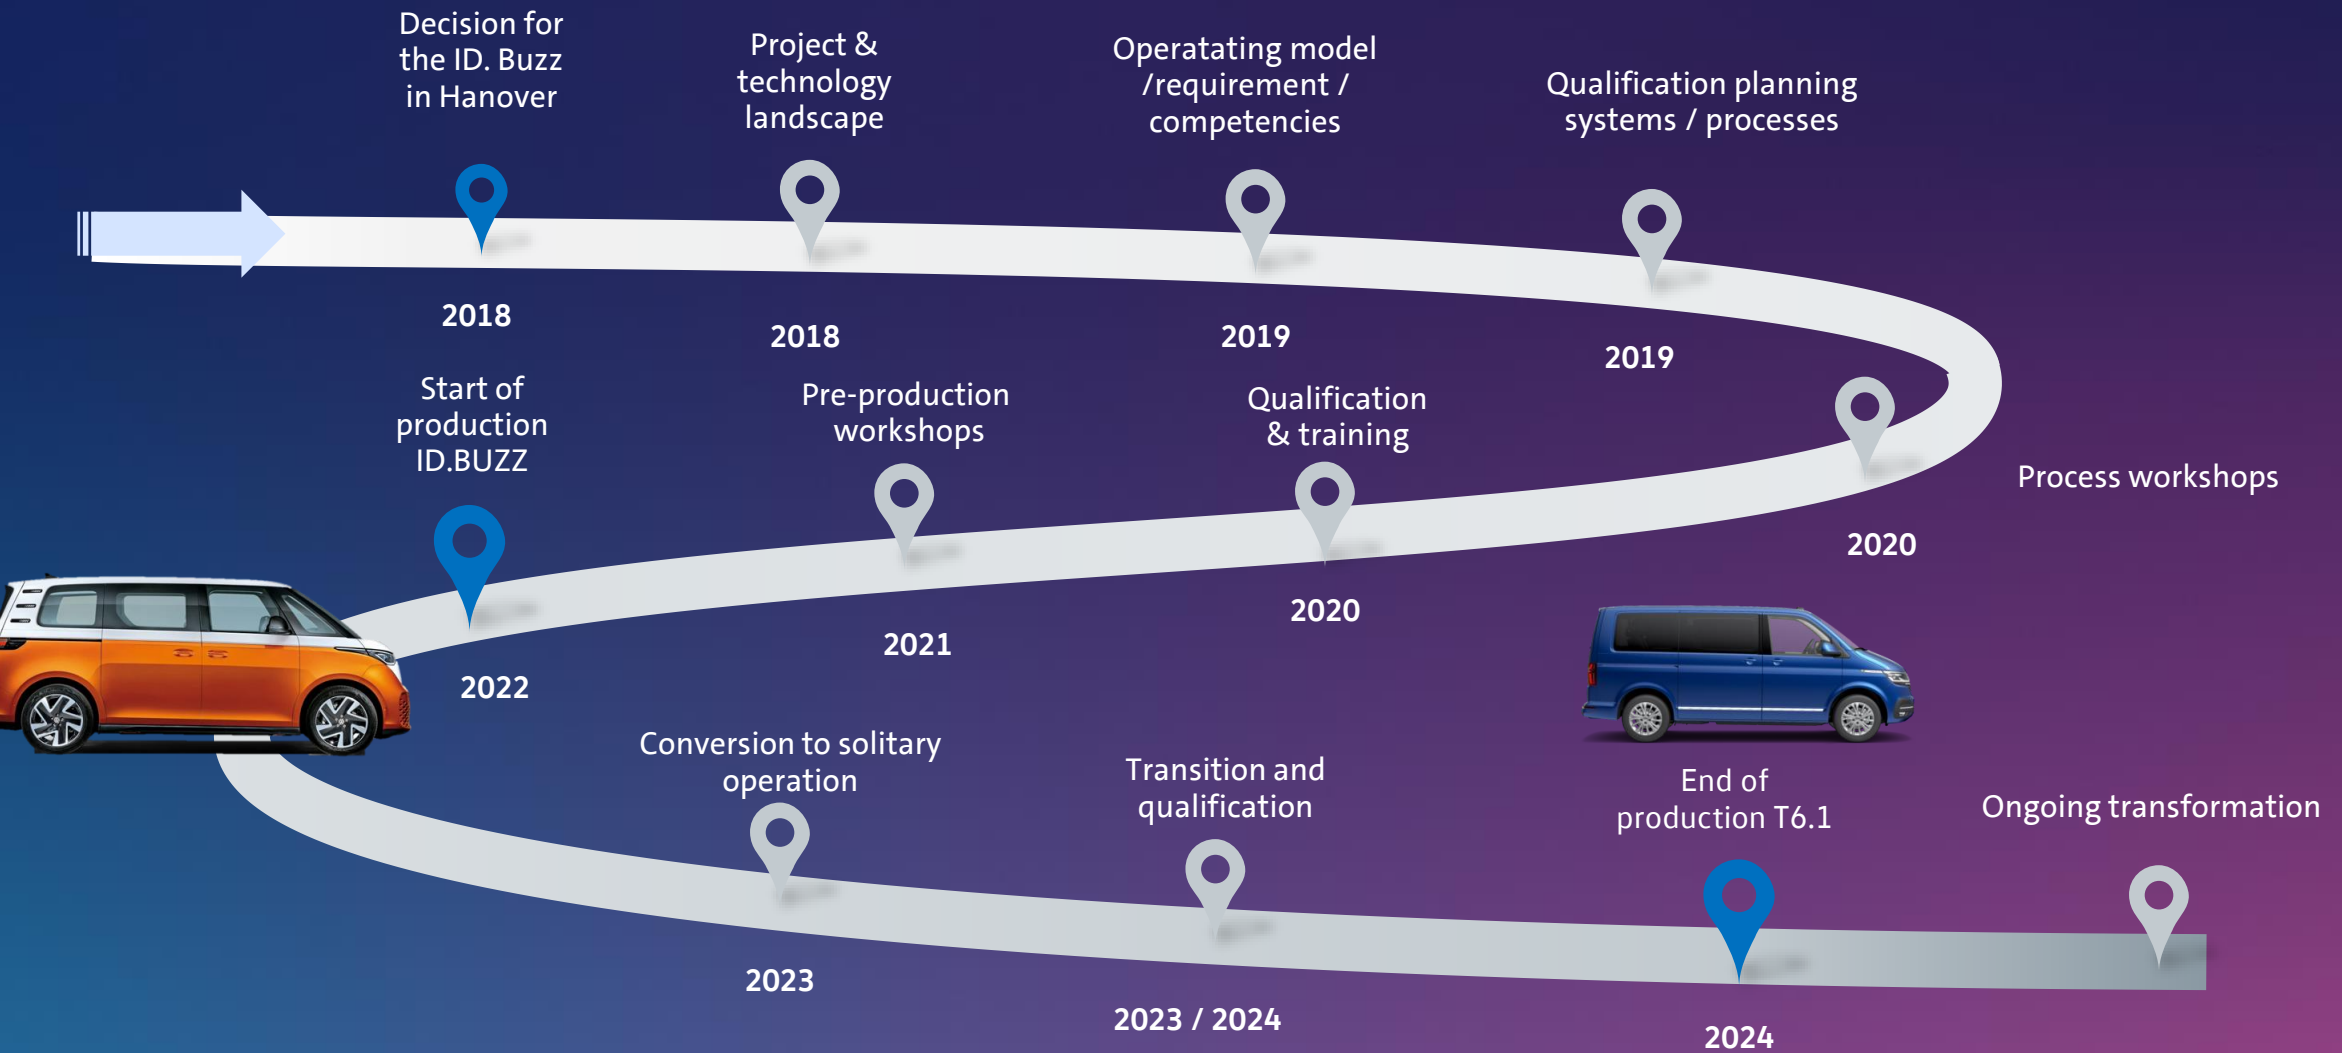 Decision for
the ID. Buzz
in Hanover
2018
Project &
technology
landscape
2018
Operatating model
/requirement /
competencies
2019
Qualification planning
systems / processes
2019
Process workshops
2020
Qualification
& training
2020
Pre-production
workshops
2021
Start of
production
ID.BUZZ
2022
Conversion to solitary
operation
2023
Transition and
qualification
2023 / 2024
End of
production T6.1
2024
Ongoing transformation